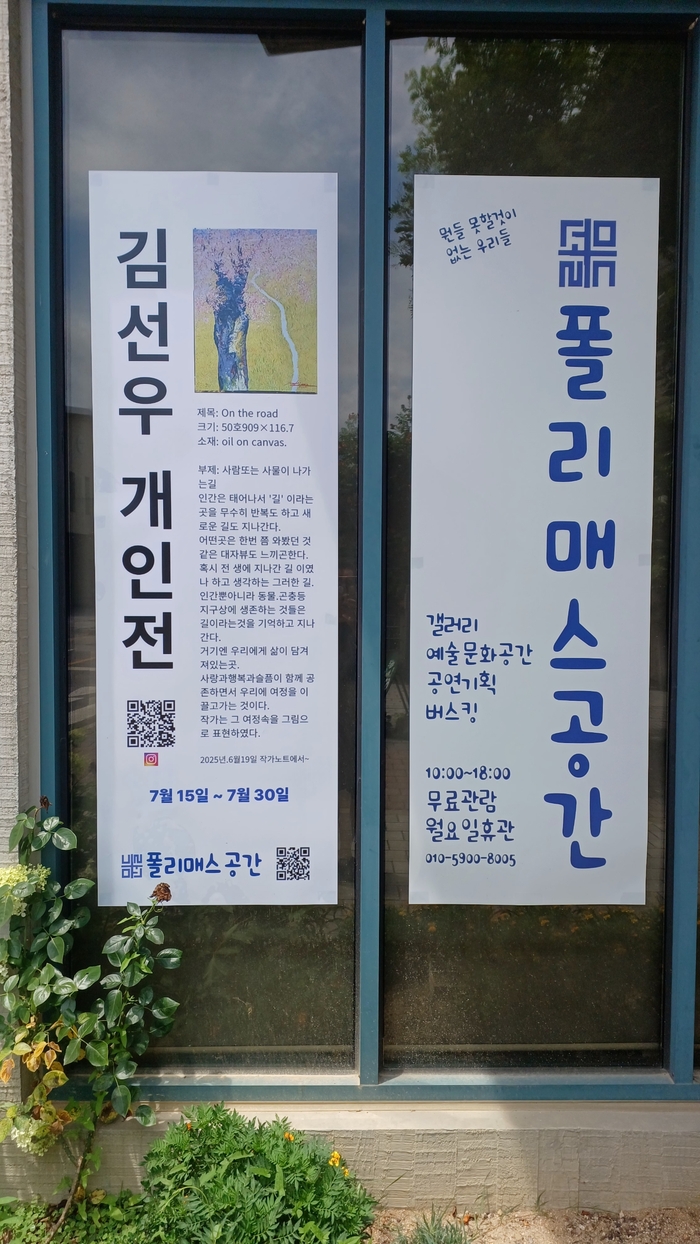 김선우 개인전
제목: On the road
크기: 50호909×116.7
소재: oil on canvas.
부제: 사람또는 사물이 나가
는길
인간은 태어나서 '길' 이라는
곳을 무수히 반복도 하고 새
로운 길도 지나간다.
어떤곳은 한번 쯤 와봤던 것
같은 대자뷰도 느끼곤한다.
혹시 전 생에 지나간 길 이였
나 하고 생각하는 그러한 길.
인간뿐아니라 동물.곤충등
지구상에 생존하는 것들은
길이라는것을 기억하고 지나
간다.
거기엔 우리에게 삶이 담겨
져있는곳.
사랑과행복과슬픔이 함께 공
존하면서 우리에 여정을 이
끌고가는 것이다.
작가는 그 여정속을 그림으
로 표현하였다.
2025년.6월19일 작가노트에서~
7월 15일 ~ 7월 30일
폴리매스공간
뭔들 못할것이
없는 우리들
폴리매스공간
갤러리
예술문화공간
공연기획
버스킹
10:00~18:00
무료관람
월요일휴관
010-5900-8005